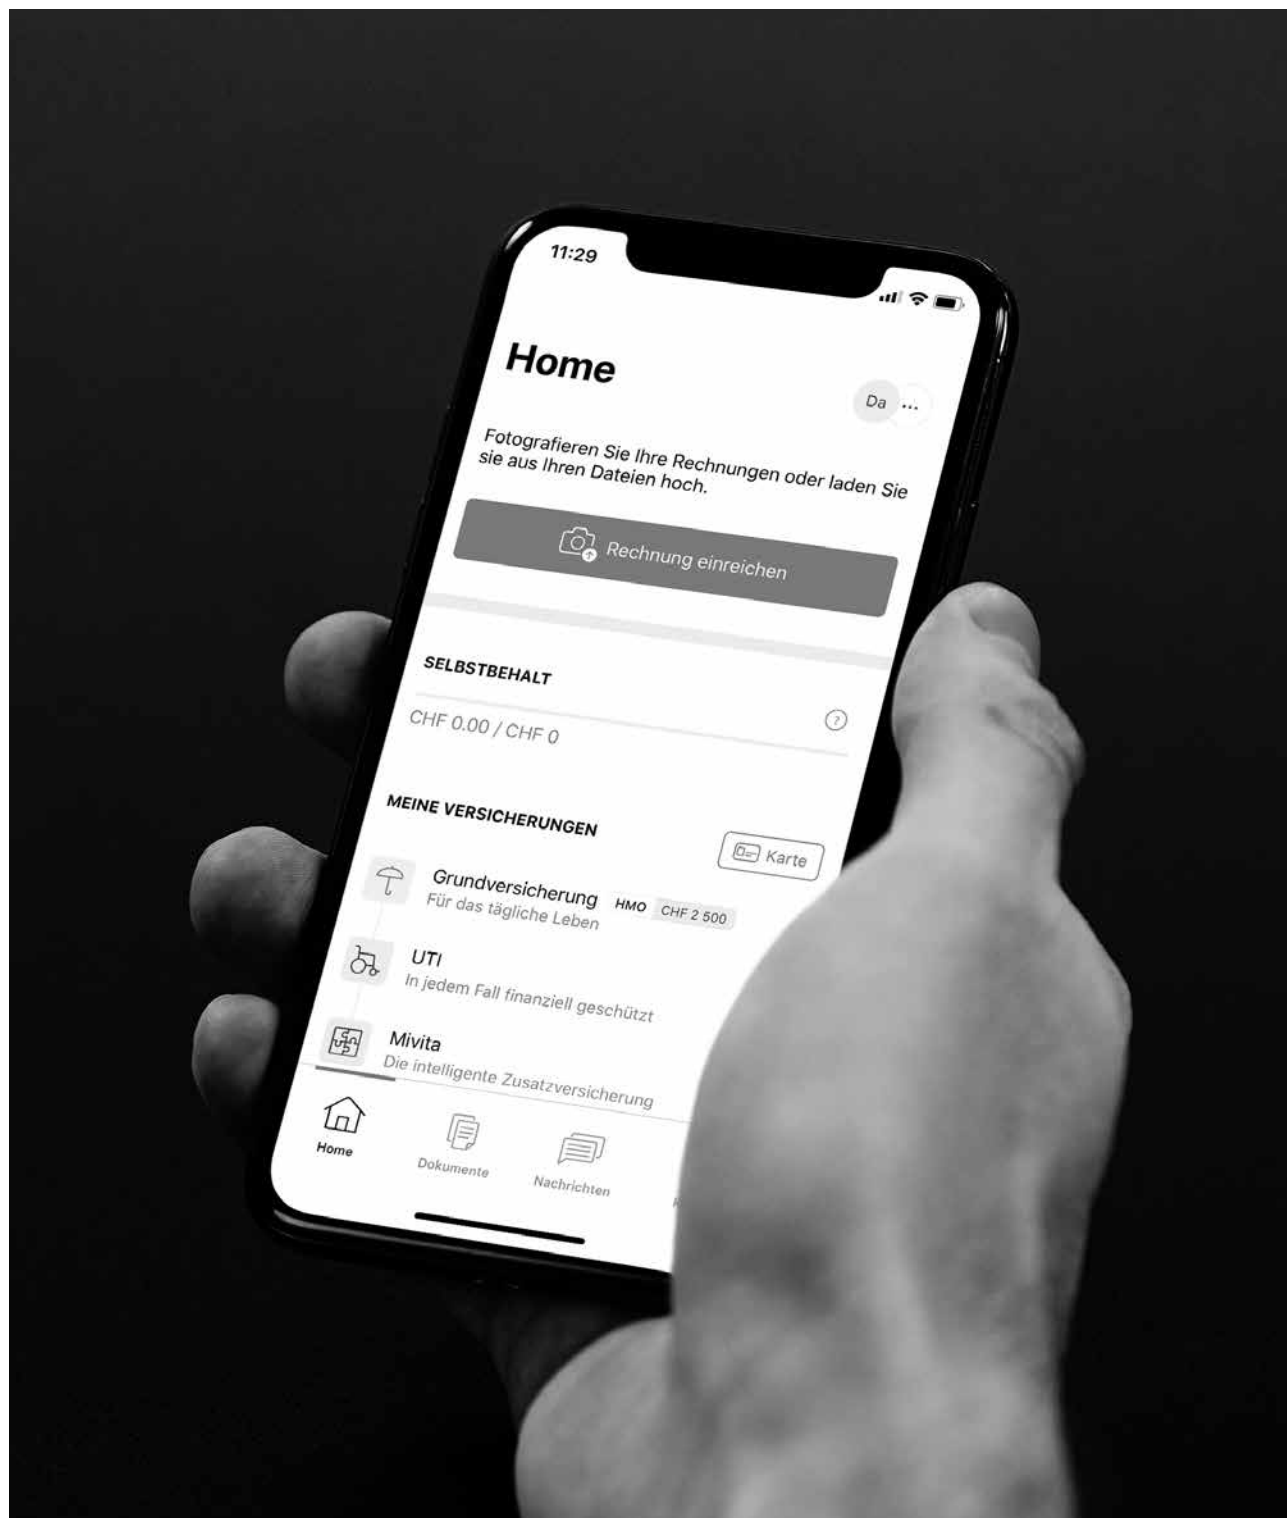 11:29
Home
Da ...
Fotografieren Sie Ihre Rechnungen oder laden Sie
sie aus Ihren Dateien hoch.
Rechnung einreichen
SELBSTBEHALT
?
CHF 0.00 / CHF 0
MEINE VERSICHERUNGEN
Karte
Grundversicherung HMO CHF 2 500
Für das tägliche Leben
UTI
In jedem Fall finanziell geschützt
Mivita
Die intelligente Zusatzversicherung
Home
Dokumente
Nachrichten